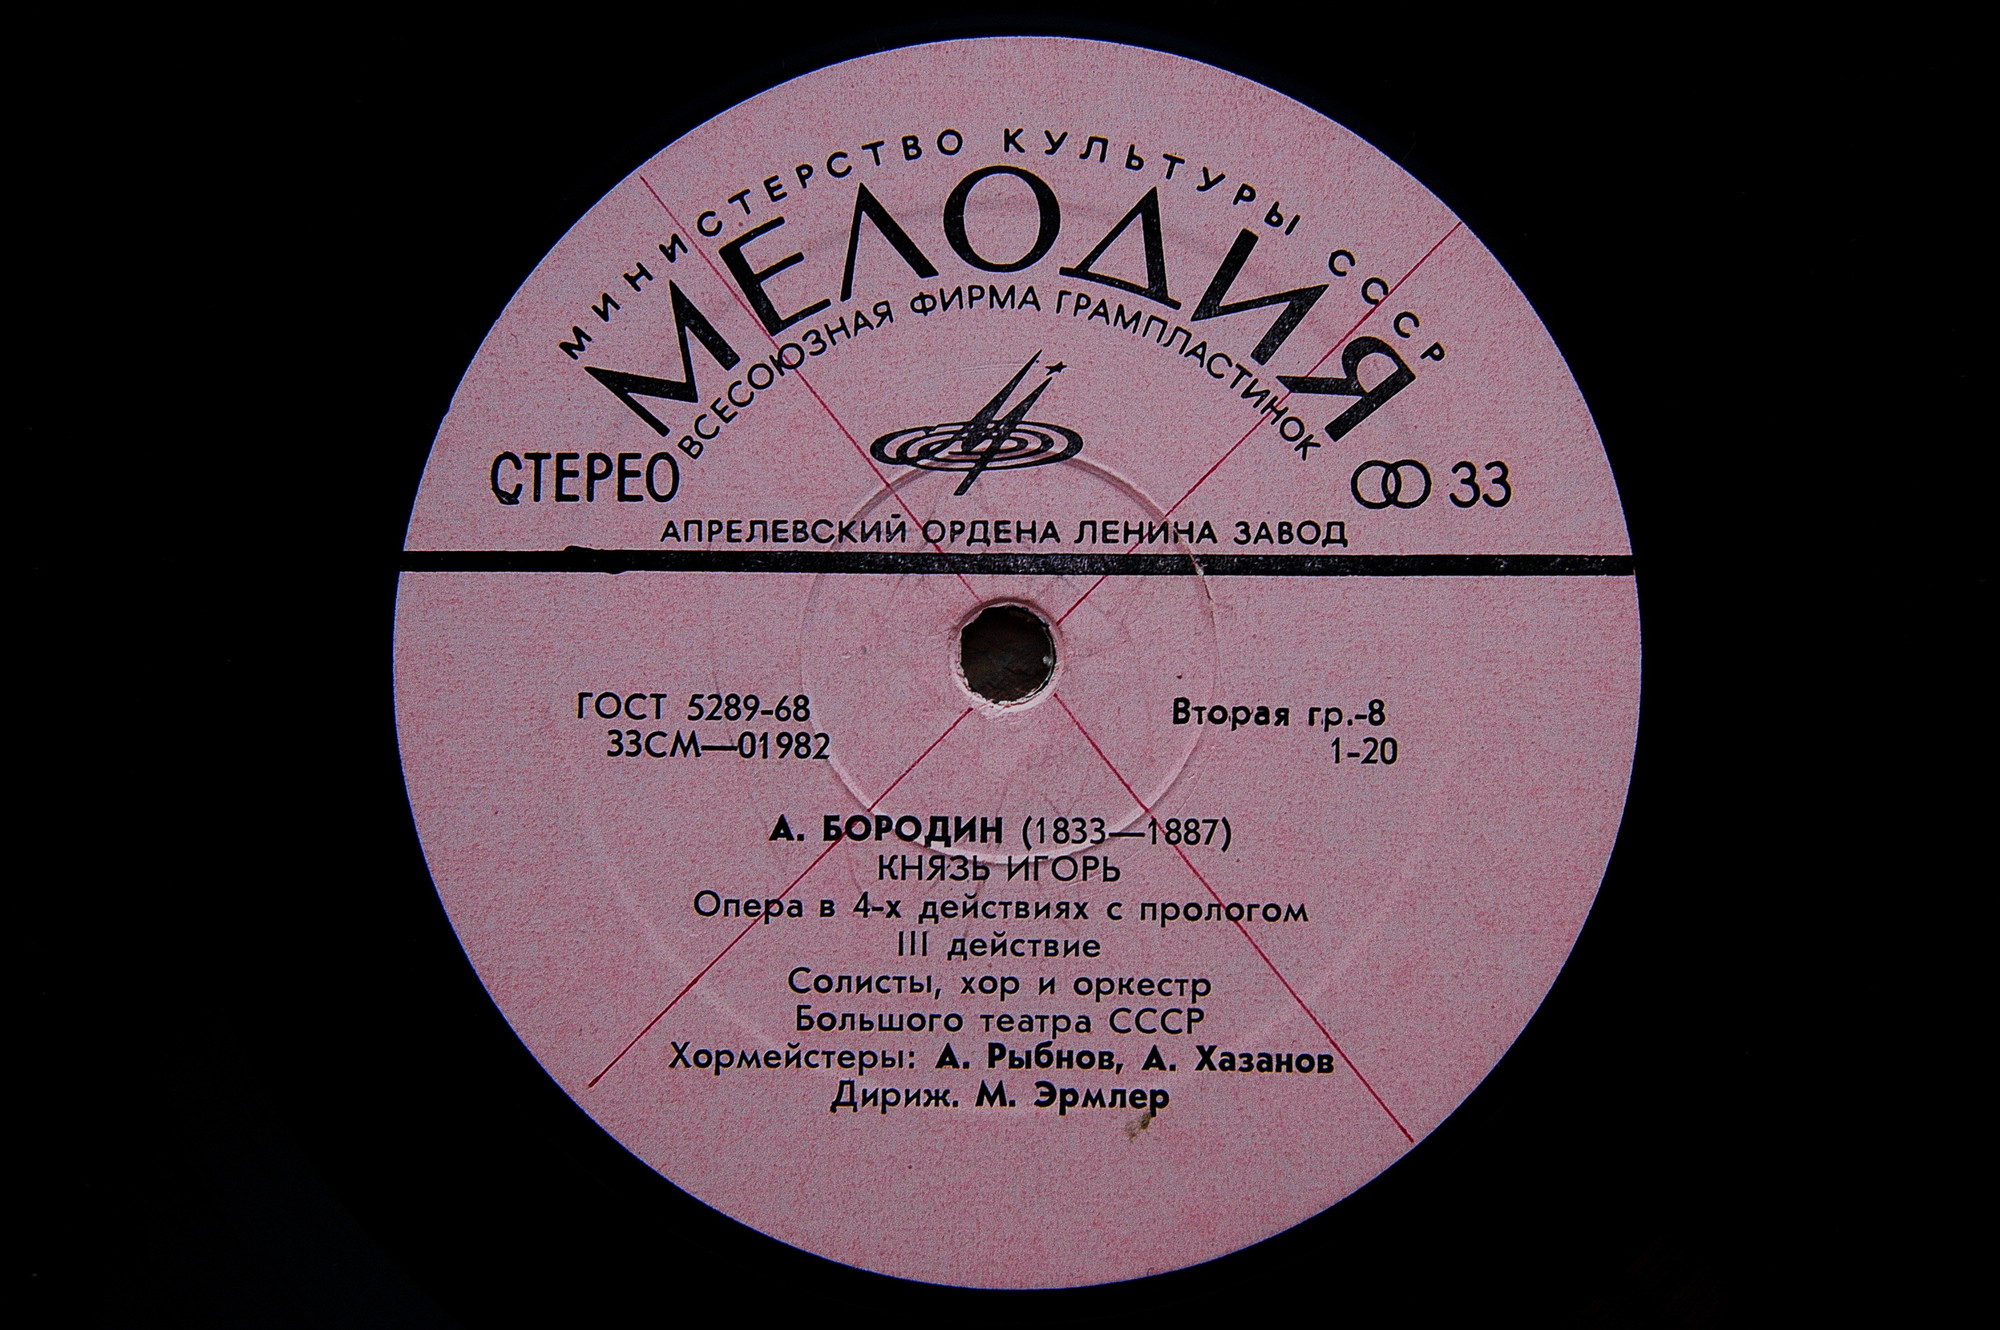 МИНИСТЕРСТВО КУЛЬТУРЫ СССР
МЕЛОДИЯ
ВСЕСОЮЗНАЯ ФИРМА ГРАМПЛАСТИНОК
СТЕРЕО
33
АПРЕЛЕВСКИЙ ОРДЕНА ЛЕНИНА ЗАВОД
ГОСТ 5289-68
33СМ—01982
Вторая гр.-8
1-20
А. БОРОДИН (1833—1887)
КНЯЗЬ ИГОРЬ
Опера в 4-х действиях с прологом
III действие
Солисты, хор и оркестр
Большого театра СССР
Хормейстеры: А. Рыбнов, А. Хазанов
Дириж. М. Эрмлер